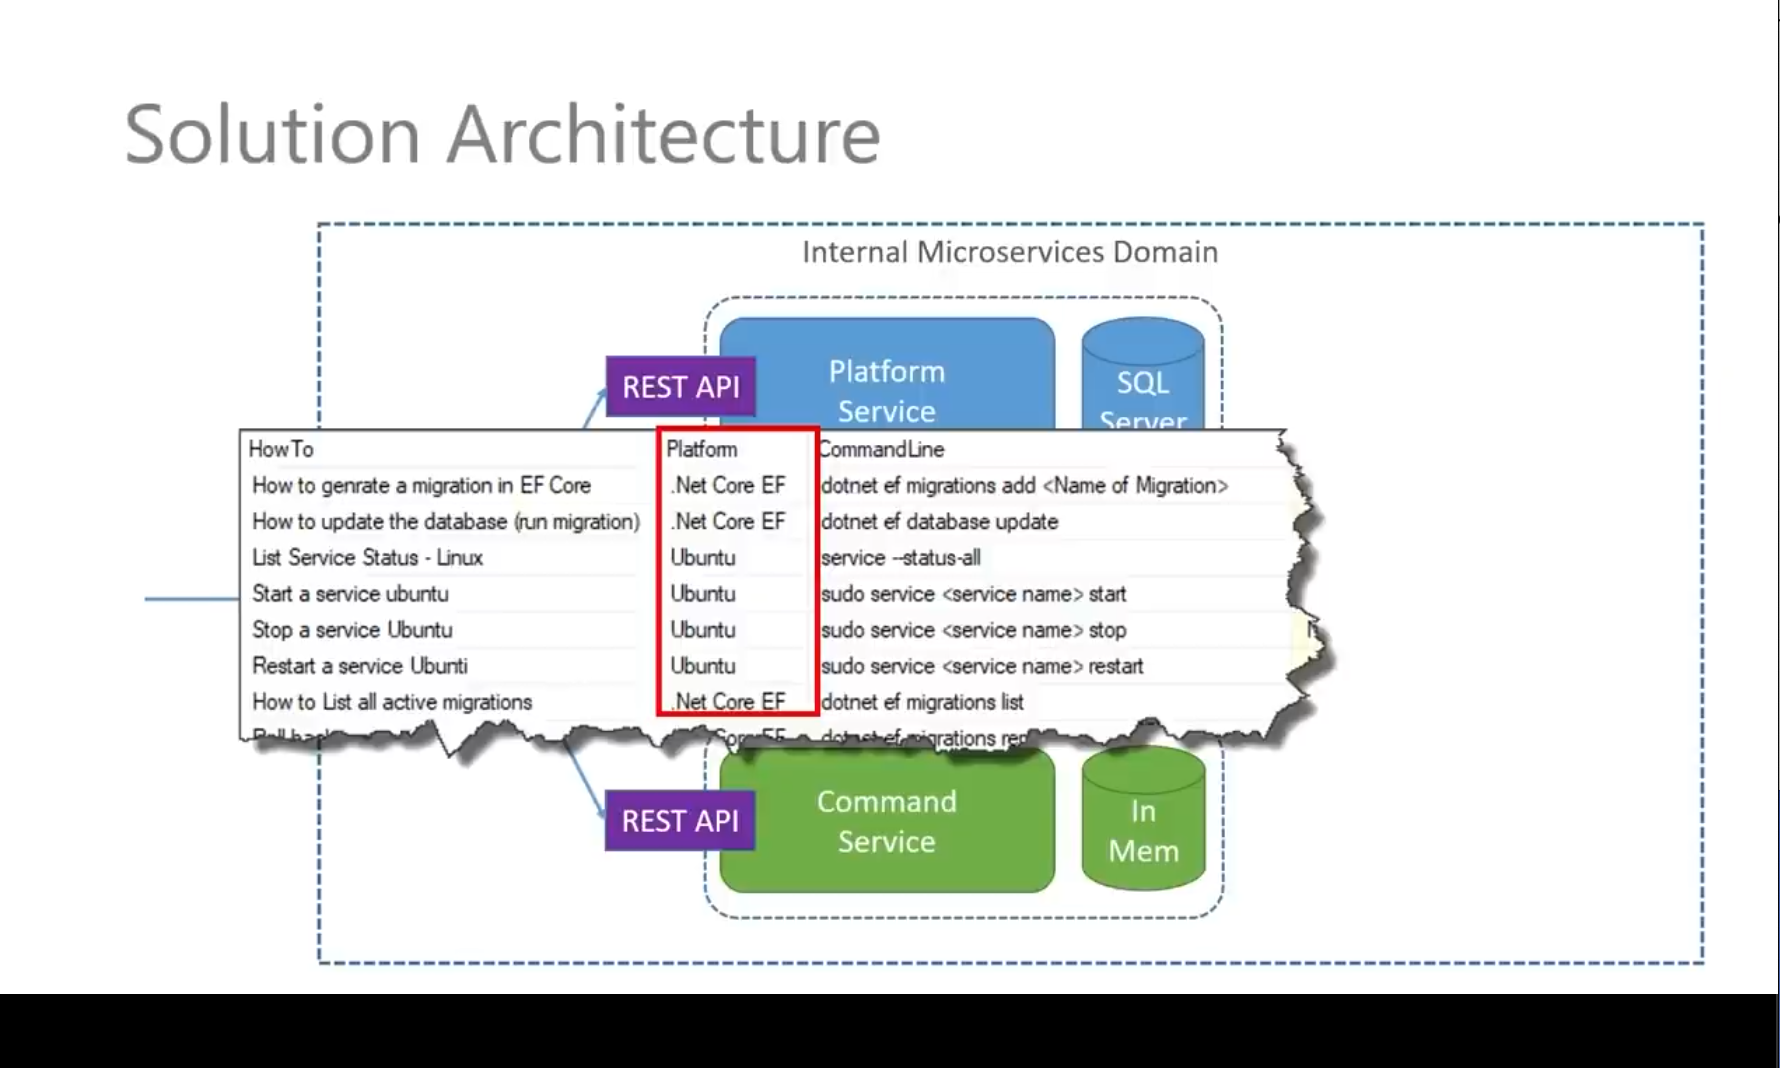 Solution Architecture
Internal Microservices Domain
Platform
Service
SQL
Server
REST API
HowTo Platform CommandLine
How to genrate a migration in EF Core .Net Core EF dotnet ef migrations add <Name of Migration>
How to update the database (run migration) .Net Core EF dotnet ef database update
List Service Status - Linux Ubuntu service --status-all
Start a service ubuntu Ubuntu sudo service <service name> start
Stop a service Ubuntu Ubuntu sudo service <service name> stop
Restart a service Ubunti Ubuntu sudo service <service name> restart
How to List all active migrations .Net Core EF dotnet ef migrations list
Core EF dotnet ef migrations
REST API
Command
Service
In
Mem